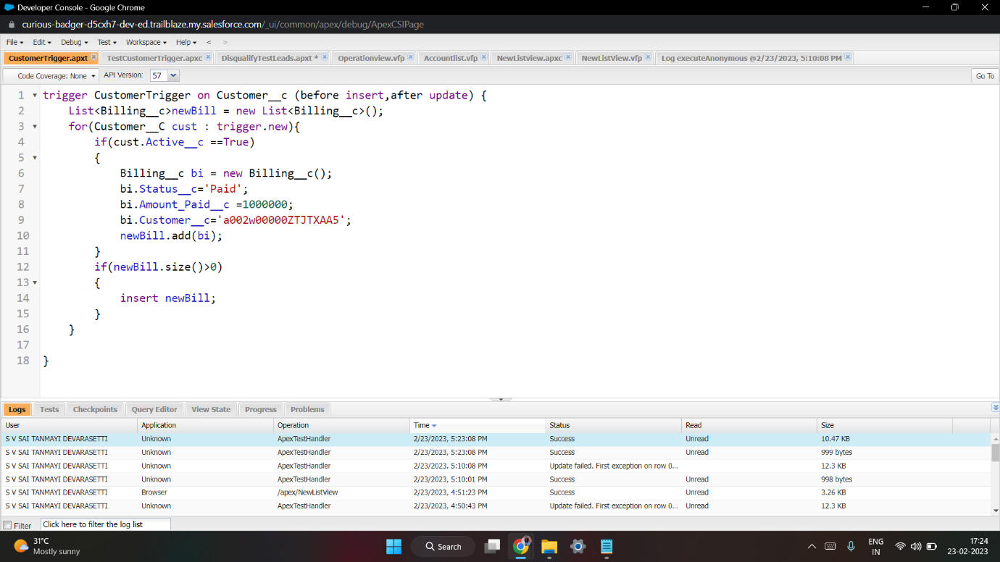 Developer Console - Google Chrome
curious-badger-d5cxh7-dev-ed.trailblaze.my.salesforce.com/_ui/common/apex/debug/ApexCSIPage
File Edit Debug Test Workspace Help < >
CustomerTrigger.apxt TestCustomerTrigger.apxc DisqualifyTestLeads.apxt * Operationview.vfp Accountlist.vfp NewListview.apxc NewListView.vfp Log executeAnonymous @2/23/2023, 5:10:08 PM
Code Coverage: None API Version: 57 Go To
1 trigger CustomerTrigger on Customer__c (before insert,after update) {
2 List<Billing__c>newBill = new List<Billing__c>();
3 for(Customer__C cust : trigger.new){
4 if(cust.Active__c ==True)
5 {
6 Billing__c bi = new Billing__c();
7 bi.Status__c='Paid';
8 bi.Amount_Paid__c =1000000;
9 bi.Customer__c='a002w00000ZTJTXAA5';
10 newBill.add(bi);
11 }
12 if(newBill.size()>0)
13 {
14 insert newBill;
15 }
16 }
17
18 }
Logs Tests Checkpoints Query Editor View State Progress Problems
User Application Operation Time Status Read Size
S V SAI TANMAYI DEVARASETTI Unknown ApexTestHandler 2/23/2023, 5:23:08 PM Success Unread 10.47 KB
S V SAI TANMAYI DEVARASETTI Unknown ApexTestHandler 2/23/2023, 5:23:08 PM Success Unread 999 bytes
S V SAI TANMAYI DEVARASETTI Unknown ApexTestHandler 2/23/2023, 5:10:08 PM Update failed. First exception on row 0... 12.3 KB
S V SAI TANMAYI DEVARASETTI Unknown ApexTestHandler 2/23/2023, 5:10:01 PM Success Unread 998 bytes
S V SAI TANMAYI DEVARASETTI Browser /apex/NewListView 2/23/2023, 4:51:23 PM Success Unread 3.26 KB
S V SAI TANMAYI DEVARASETTI Unknown ApexTestHandler 2/23/2023, 4:50:43 PM Update failed. First exception on row 0... Unread 12.3 KB
Filter Click here to filter the log list
31°C
Mostly sunny
Search
ENG
IN
17:24
23-02-2023